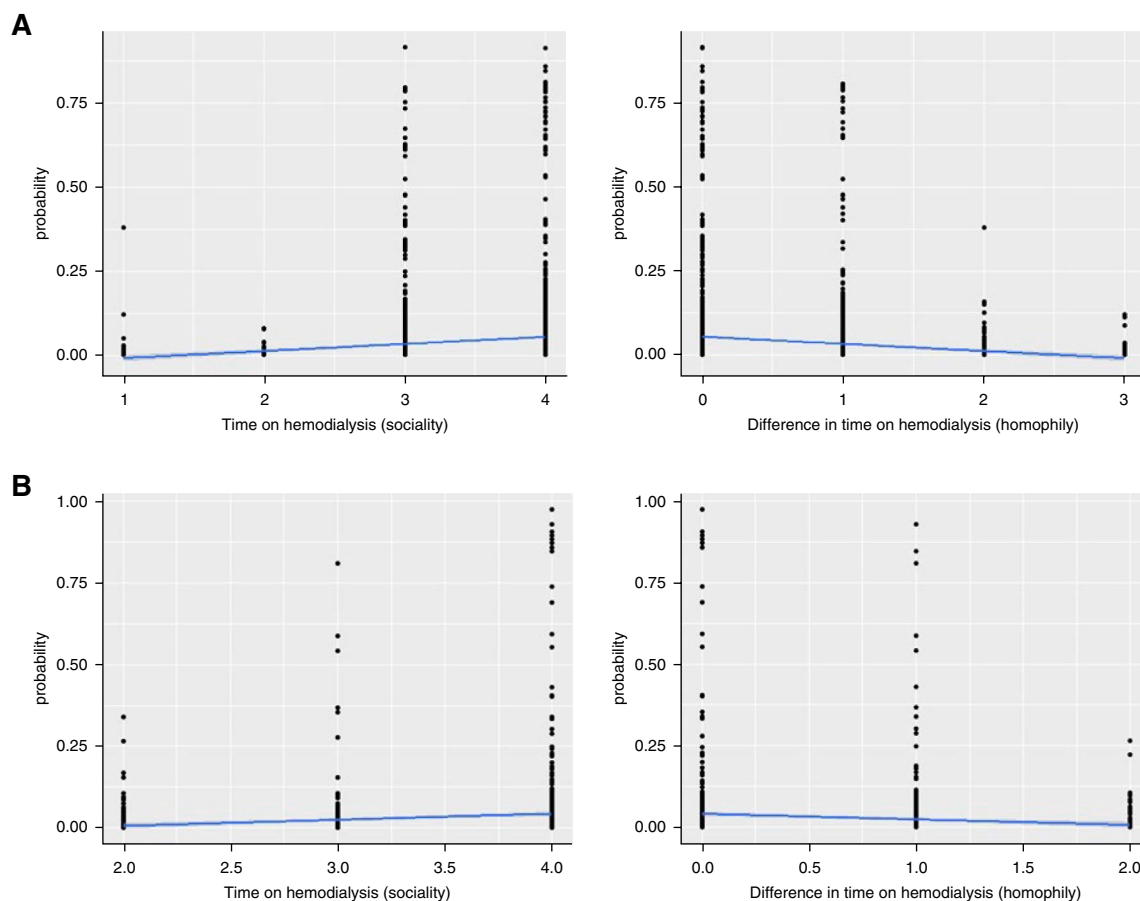 A
probability
0.75
0.50
0.25
0.00
1 2 3 4
Time on hemodialysis (sociality)
probability
0.75
0.50
0.25
0.00
0 1 2 3
Difference in time on hemodialysis (homophily)
B
probability
1.00
0.75
0.50
0.25
0.00
2.0 2.5 3.0 3.5 4.0
Time on hemodialysis (sociality)
probability
1.00
0.75
0.50
0.25
0.00
0.0 0.5 1.0 1.5 2.0
Difference in time on hemodialysis (homophily)